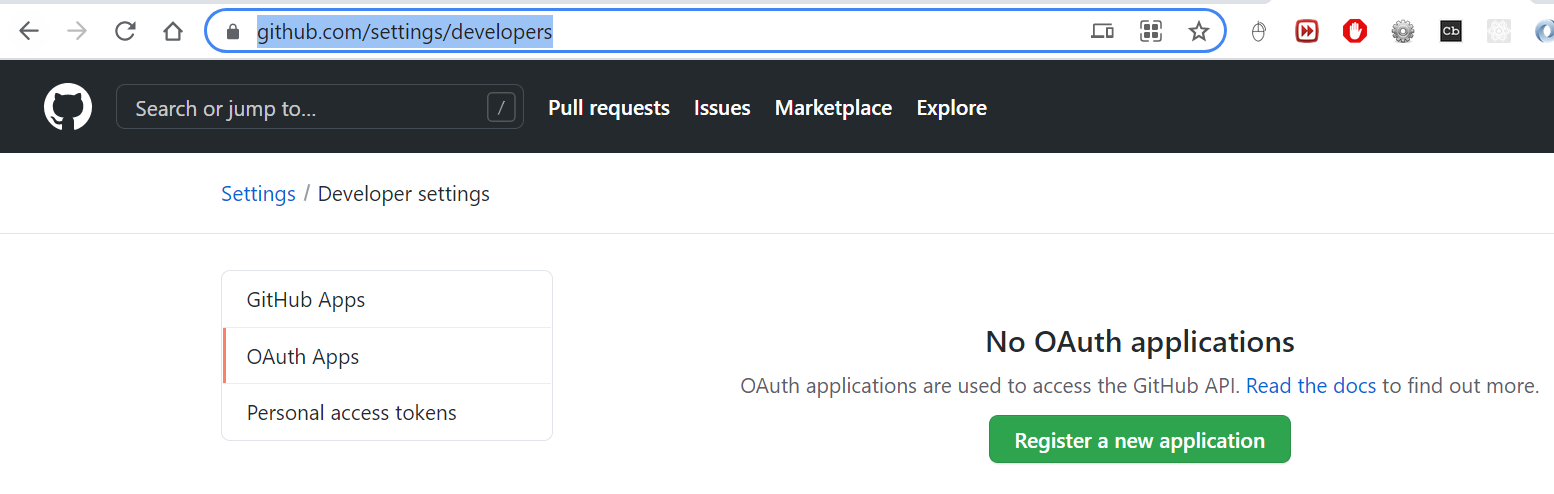 github.com/settings/developers
Cb
Search or jump to... /
Pull requests Issues Marketplace Explore
Settings / Developer settings
GitHub Apps
OAuth Apps
Personal access tokens
No OAuth applications
OAuth applications are used to access the GitHub API. Read the docs to find out more.
Register a new application